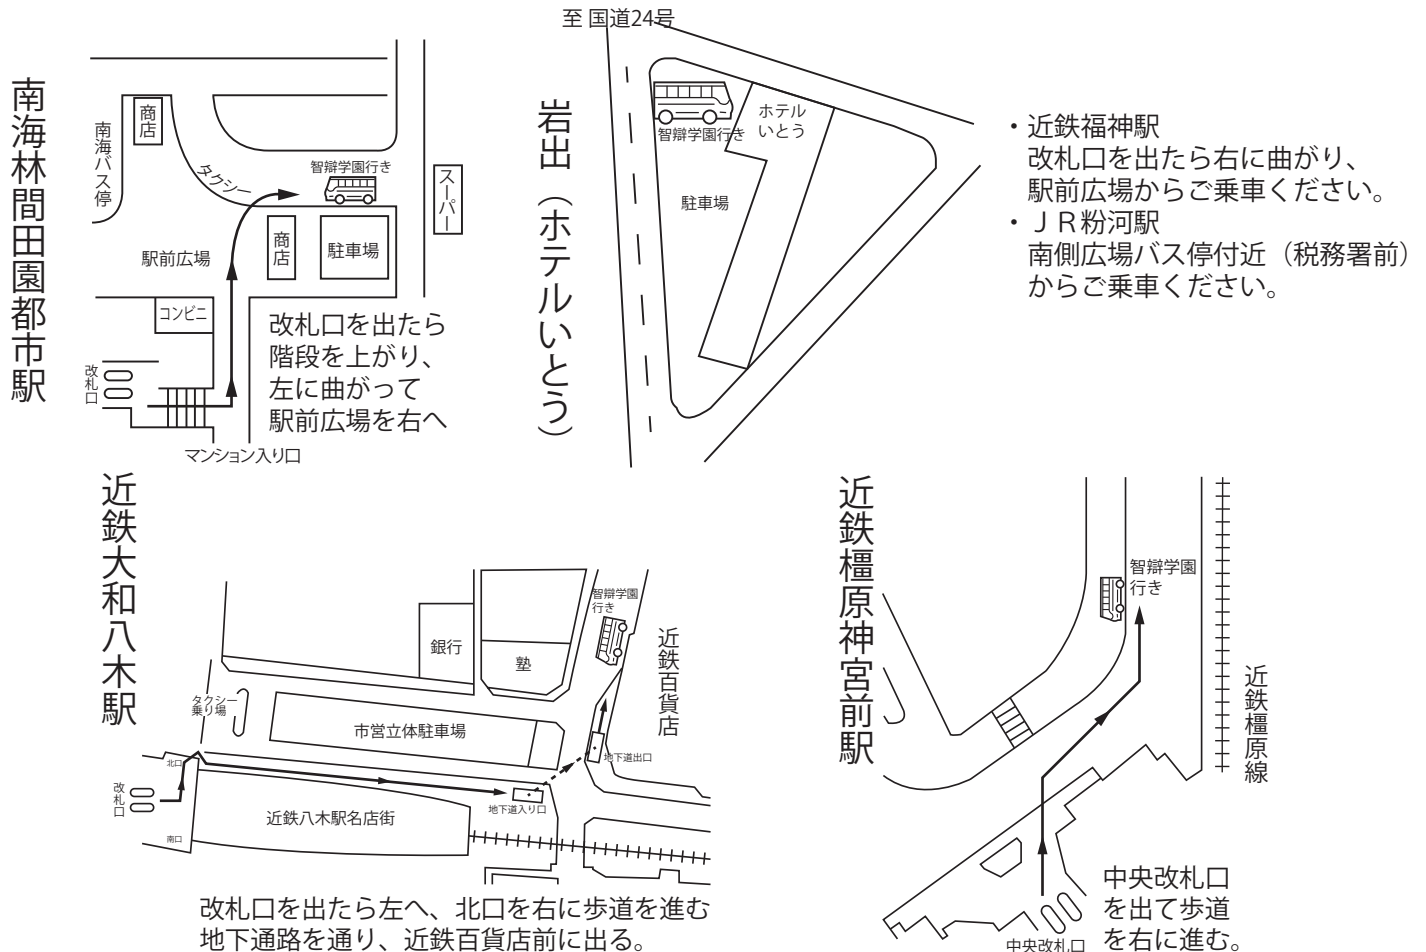 南海林間田園都市駅
南海バス停
商店
タクシー
智辯学園行き
スーパー
商店
駐車場
駅前広場
コンビニ
改札口
改札口を出たら
階段を上がり、
左に曲がって
駅前広場を右へ
マンション入り口
岩出（ホテルいとう）
至 国道24号
智辯学園行き
ホテル
いとう
駐車場
・近鉄福神駅
改札口を出たら右に曲がり、
駅前広場からご乗車ください。
・ＪＲ粉河駅
南側広場バス停付近（税務署前）
からご乗車ください。
近鉄大和八木駅
銀行
塾
智辯学園
行き
近鉄百貨店
タクシー
乗り場
市営立体駐車場
地下道出口
北口
改札口
地下道入り口
近鉄八木駅名店街
南口
改札口を出たら左へ、北口を右に歩道を進む
地下通路を通り、近鉄百貨店前に出る。
近鉄橿原神宮前駅
智辯学園
行き
近鉄橿原線
中央改札口
中央改札口
を出て歩道
を右に進む。